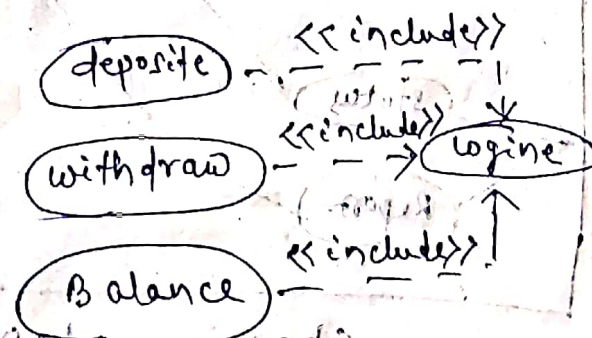 <<include>>
deposite
<<include>>
withdraw
logine
<<include>>
Balance